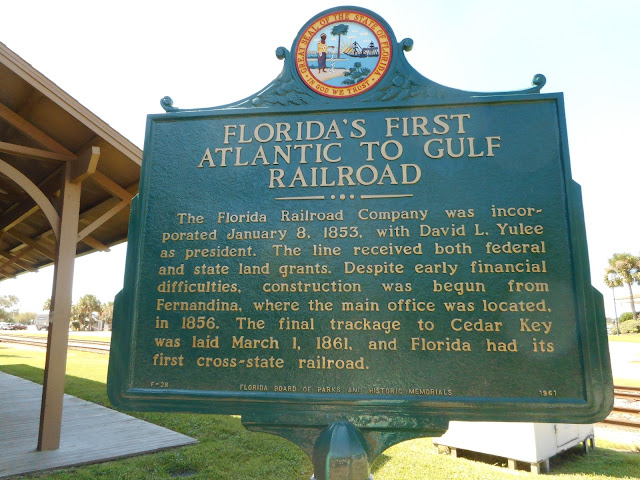 GREAT SEAL OF THE STATE OF FLORIDA
IN GOD WE TRUST
FLORIDA'S FIRST
ATLANTIC TO GULF
RAILROAD
The Florida Railroad Company was incor-
porated January 8, 1853, with David L. Yulee
as president. The line received both federal
and state land grants. Despite early financial
difficulties, construction was begun from
Fernandina, where the main office was located,
in 1856. The final trackage to Cedar Key
was laid March 1, 1861, and Florida had its
first cross-state railroad.
F-28 FLORIDA BOARD OF PARKS AND HISTORIC MEMORIALS 1961